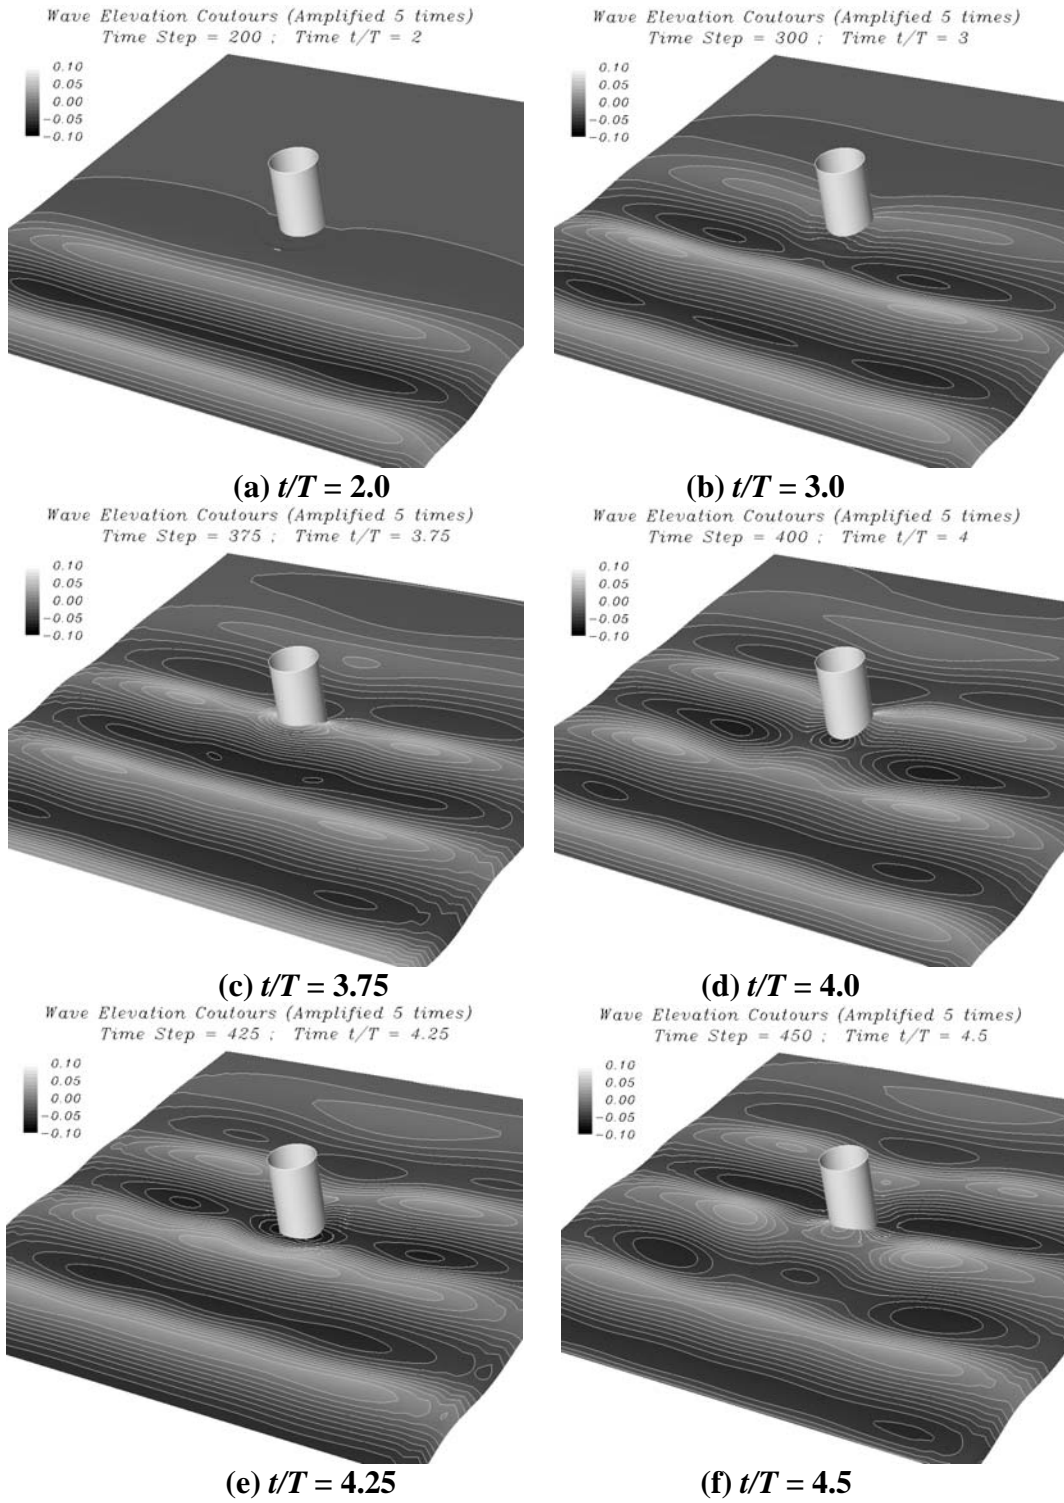 Wave Elevation Coutours (Amplified 5 times)
Time Step = 200 ; Time t/T = 2
0.10
0.05
0.00
-0.05
-0.10
(a) t/T = 2.0
Wave Elevation Coutours (Amplified 5 times)
Time Step = 300 ; Time t/T = 3
0.10
0.05
0.00
-0.05
-0.10
(b) t/T = 3.0
Wave Elevation Coutours (Amplified 5 times)
Time Step = 375 ; Time t/T = 3.75
0.10
0.05
0.00
-0.05
-0.10
(c) t/T = 3.75
Wave Elevation Coutours (Amplified 5 times)
Time Step = 400 ; Time t/T = 4
0.10
0.05
0.00
-0.05
-0.10
(d) t/T = 4.0
Wave Elevation Coutours (Amplified 5 times)
Time Step = 425 ; Time t/T = 4.25
0.10
0.05
0.00
-0.05
-0.10
(e) t/T = 4.25
Wave Elevation Coutours (Amplified 5 times)
Time Step = 450 ; Time t/T = 4.5
0.10
0.05
0.00
-0.05
-0.10
(f) t/T = 4.5